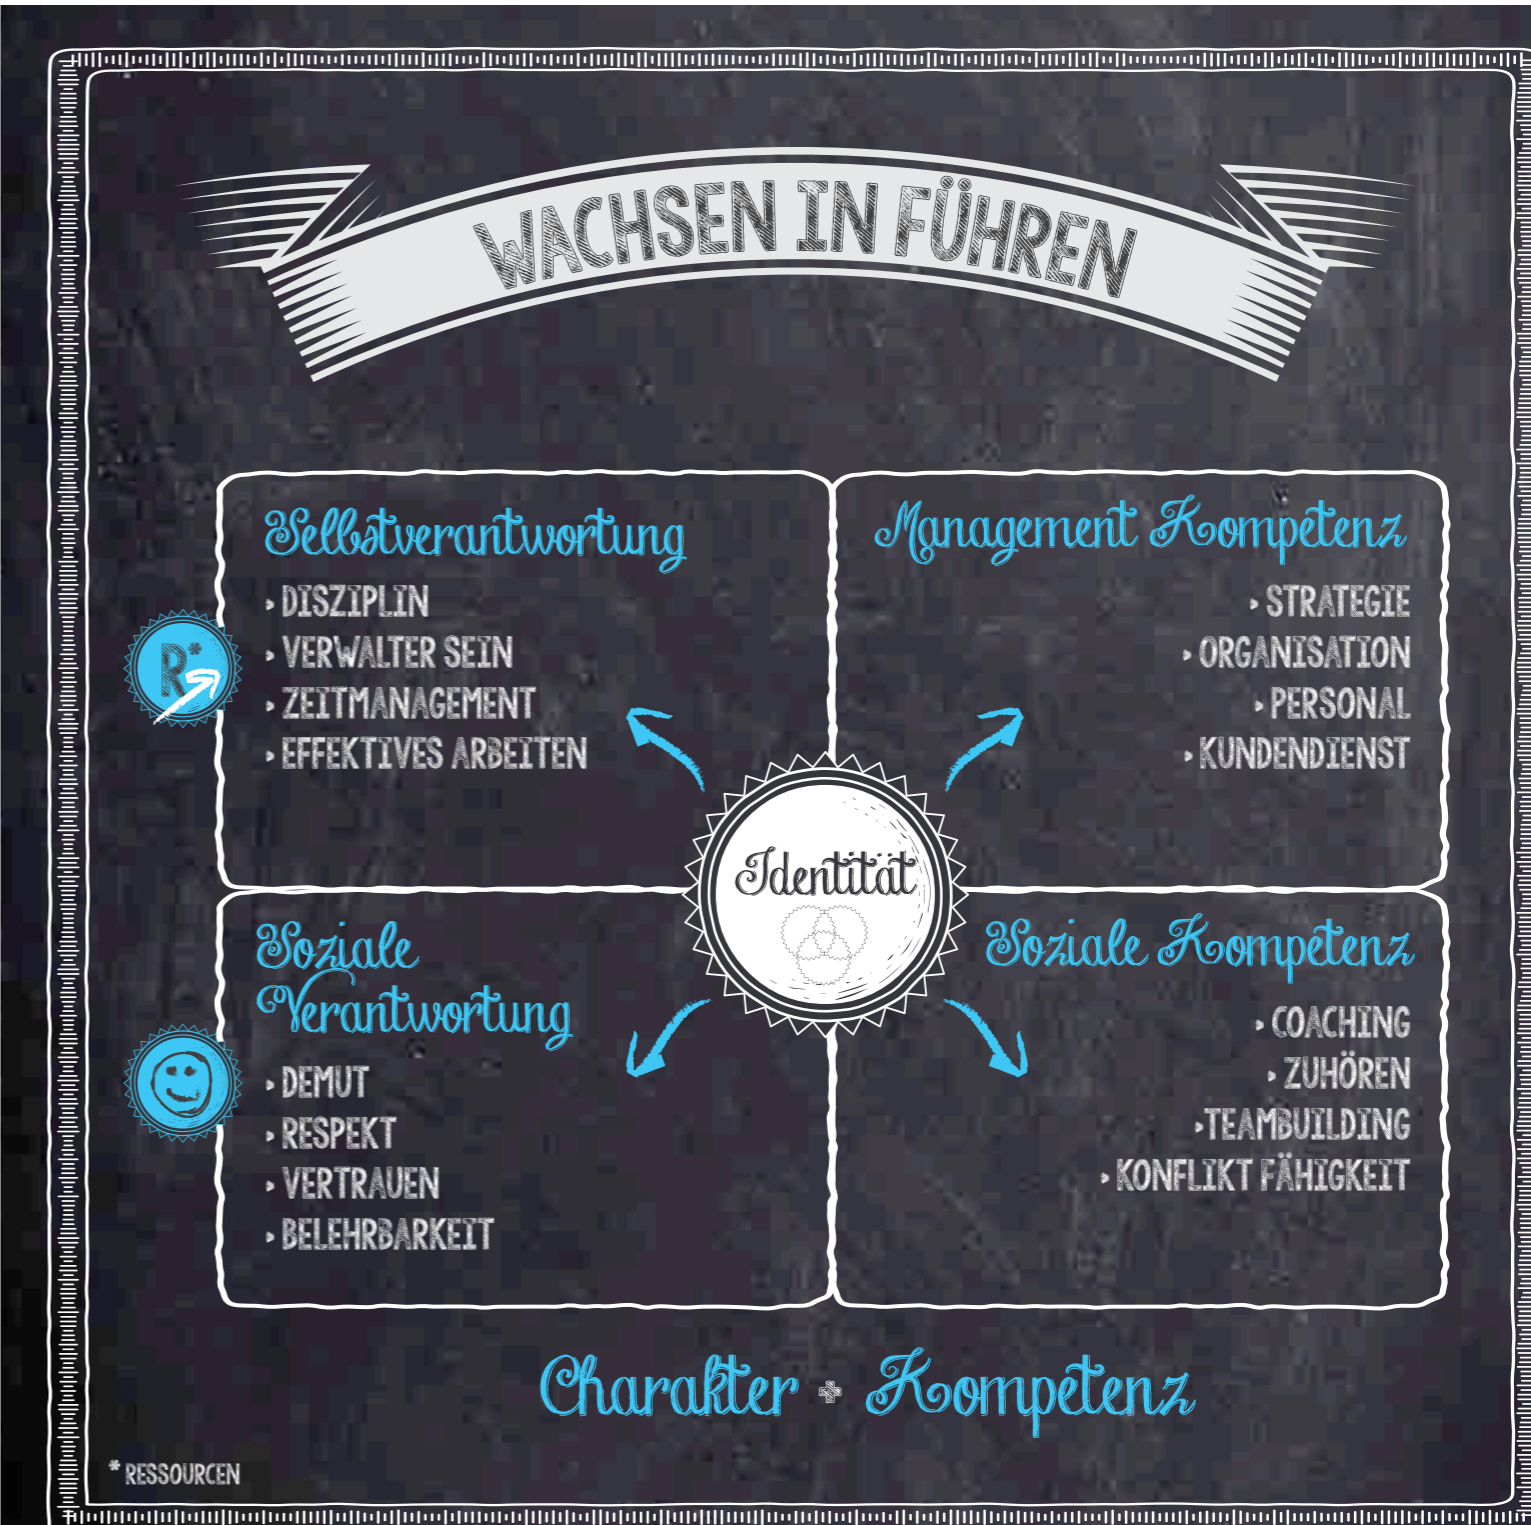 WACHSEN IN FÜHREN
Selbstverantwortung
› DISZIPLIN
› VERWALTER SEIN
› ZEITMANAGEMENT
› EFFEKTIVES ARBEITEN
R*
Management Kompetenz
› STRATEGIE
› ORGANISATION
› PERSONAL
› KUNDENDIENST
Identität
Soziale
Verantwortung
› DEMUT
› RESPEKT
› VERTRAUEN
› BELEHRBARKEIT
Soziale Kompetenz
› COACHING
› ZUHÖREN
›TEAMBUILDING
› KONFLIKT FÄHIGKEIT
Charakter + Kompetenz
* RESSOURCEN